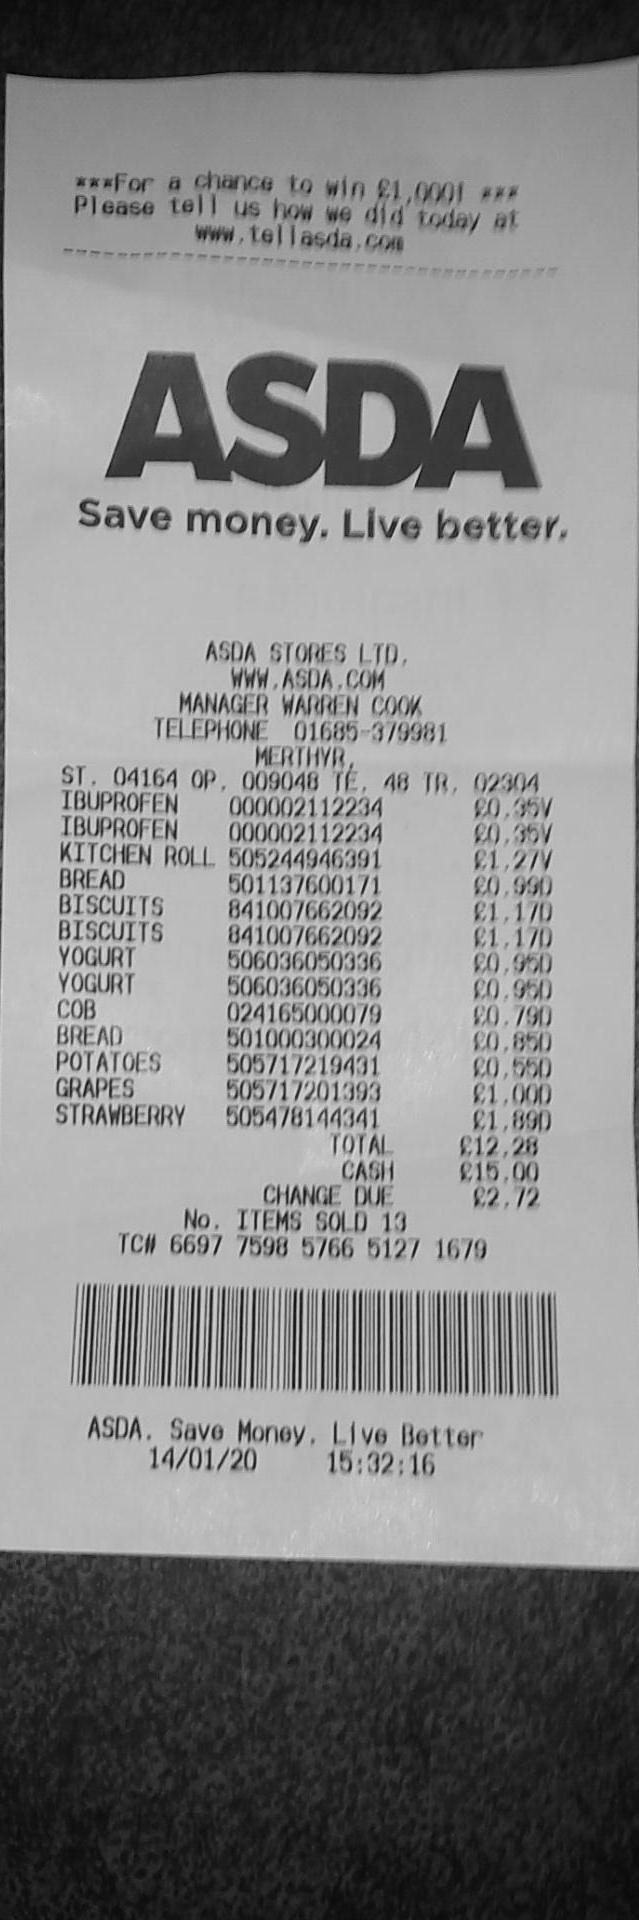 ***For a chance to win £1,000! ***
Please tell us how we did today at
www.tellasda.com
ASDA
Save money. Live better.
ASDA STORES LTD.
WWW.ASDA.COM
MANAGER WARREN COOK
TELEPHONE 01685-379981
MERTHYR,
ST. 04164 OP. 009048 TE. 48 TR. 02304
IBUPROFEN 000002112234 £0.35V
IBUPROFEN 000002112234 £0.35V
KITCHEN ROLL 505244946391 £1.27V
BREAD 501137600171 £0.99D
BISCUITS 841007662092 £1.17D
BISCUITS 841007662092 £1.17D
YOGURT 506036050336 £0.95D
YOGURT 506036050336 £0.95D
COB 024165000079 £0.79D
BREAD 501000300024 £0.85D
POTATOES 505717219431 £0.55D
GRAPES 505717201393 £1.00D
STRAWBERRY 505478144341 £1.89D
TOTAL £12.28
CASH £15.00
CHANGE DUE £2.72
No. ITEMS SOLD 13
TC# 6697 7598 5766 5127 1679
ASDA. Save Money. Live Better
14/01/20 15:32:16